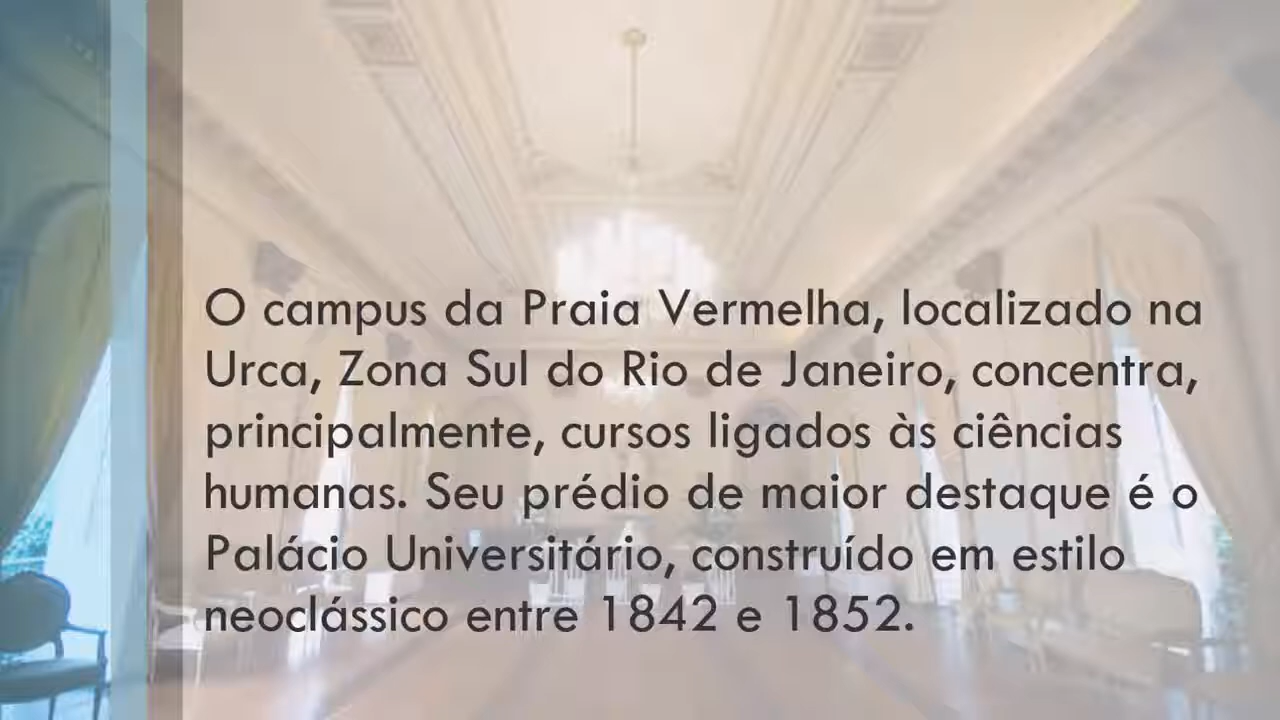 O campus da Praia Vermelha, localizado na
Urca, Zona Sul do Rio de Janeiro, concentra,
principalmente, cursos ligados às ciências
humanas. Seu prédio de maior destaque é o
Palácio Universitário, construído em estilo
neoclássico entre 1842 e 1852.